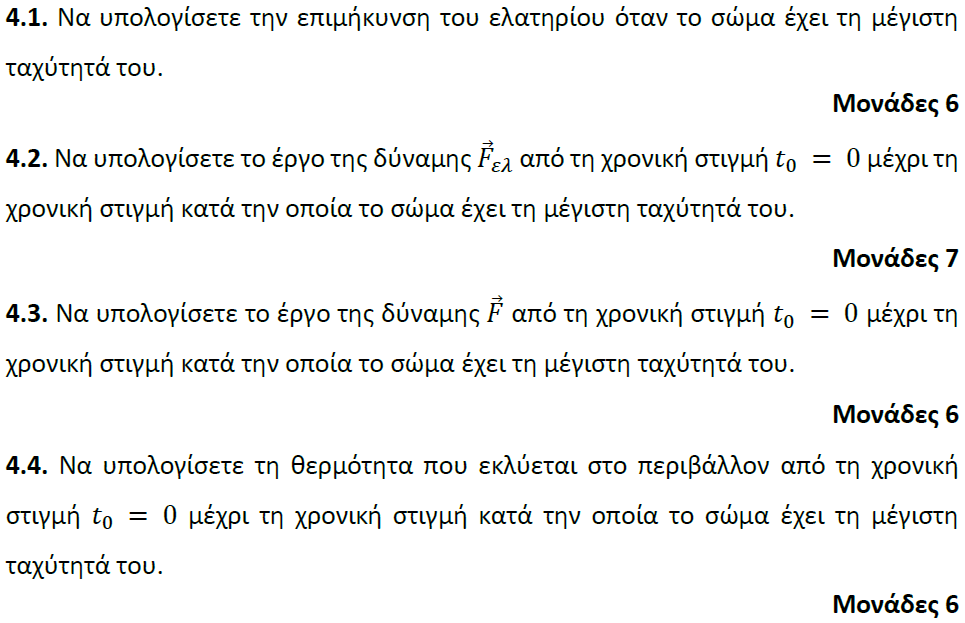 4.1. Να υπολογίσετε την επιμήκυνση του ελατηρίου όταν το σώμα έχει τη μέγιστη
ταχύτητά του.
Μονάδες 6
4.2. Να υπολογίσετε το έργο της δύναμης $\vec{F}_{ελ}$ από τη χρονική στιγμή $t_0 = 0$ μέχρι τη
χρονική στιγμή κατά την οποία το σώμα έχει τη μέγιστη ταχύτητά του.
Μονάδες 7
4.3. Να υπολογίσετε το έργο της δύναμης $\vec{F}$ από τη χρονική στιγμή $t_0 = 0$ μέχρι τη
χρονική στιγμή κατά την οποία το σώμα έχει τη μέγιστη ταχύτητά του.
Μονάδες 6
4.4. Να υπολογίσετε τη θερμότητα που εκλύεται στο περιβάλλον από τη χρονική
στιγμή $t_0 = 0$ μέχρι τη χρονική στιγμή κατά την οποία το σώμα έχει τη μέγιστη
ταχύτητά του.
Μονάδες 6